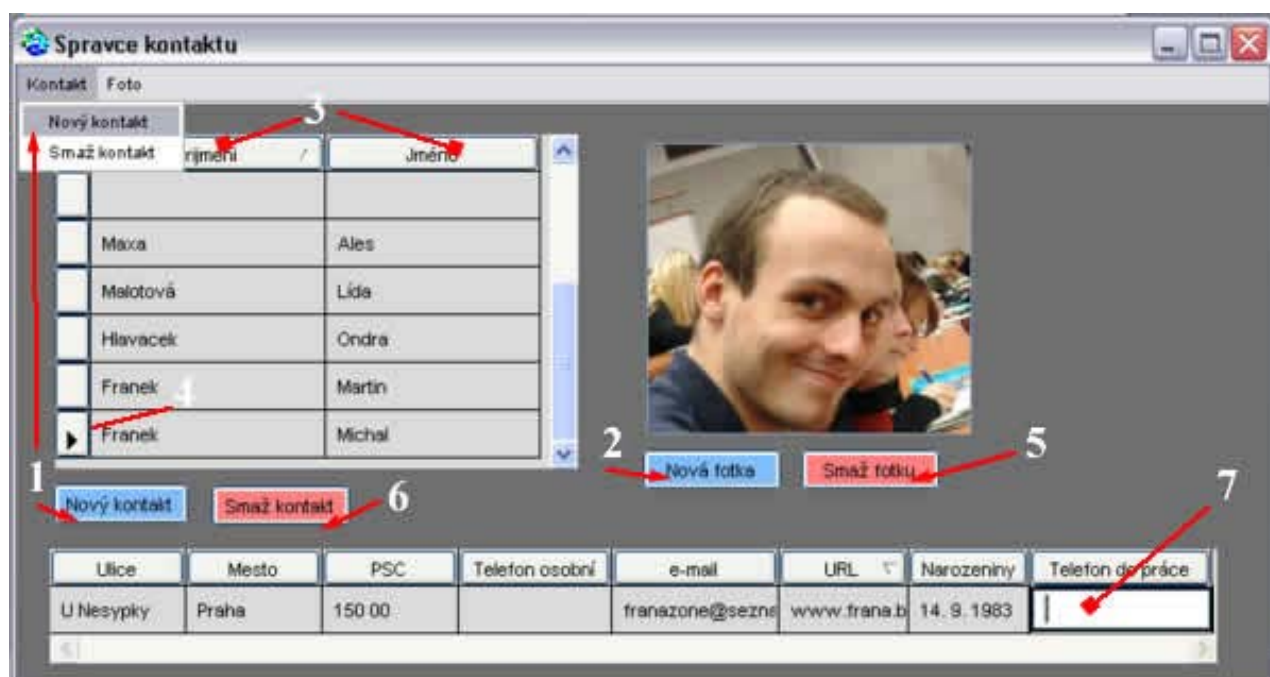 Spravce kontaktu
Kontakt Foto
Nový kontakt
Smaž kontakt
3
rijmeni Jméno
Maxa Ales
Malotová Lída
Hlavacek Ondra
Franek Martin
4
Franek Michal
2 5
Nová fotka Smaž fotku
1 6 7
Nový kontakt Smaž kontakt
Ulice Mesto PSC Telefon osobní e-mail URL Narozeniny Telefon do práce
U Nesypky Praha 150 00 franazone@sezna www.frana.b 14. 9. 1983